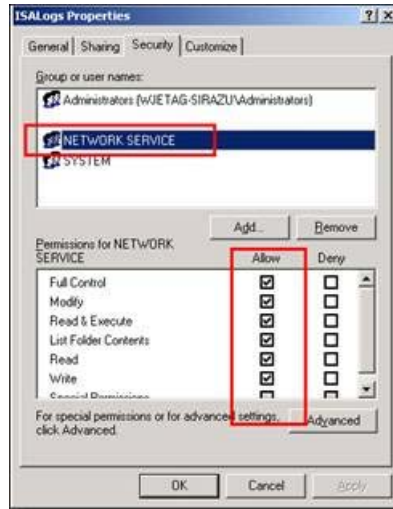 ISALogs Properties
General Sharing Security Customize
Group or user names:
Administrators (WJETAG-SIRAZU\Administrators)
NETWORK SERVICE
SYSTEM
Add... Remove
Permissions for NETWORK
SERVICE Allow Deny
Full Control
Modify
Read & Execute
List Folder Contents
Read
Write
Special Permissions
For special permissions or for advanced settings,
click Advanced. Advanced
OK Cancel Apply